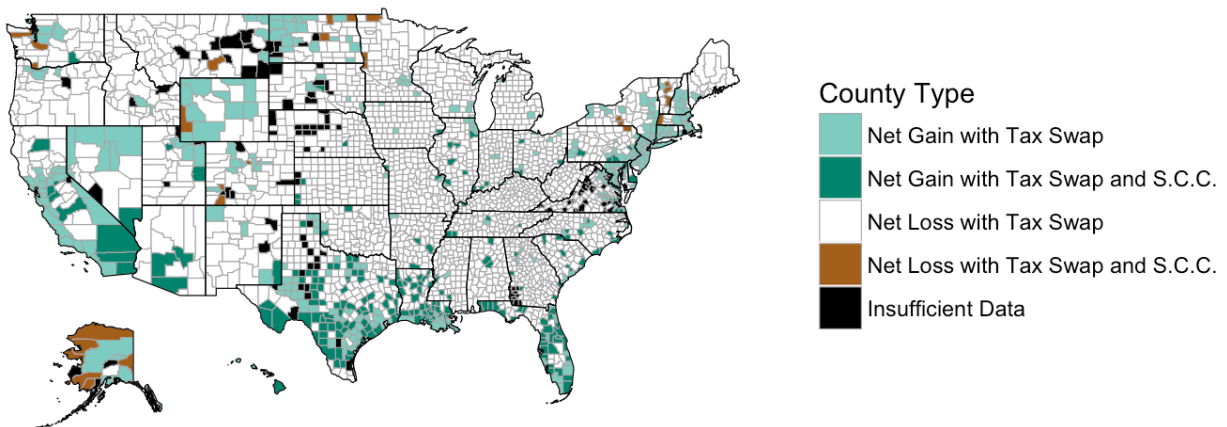 County Type
Net Gain with Tax Swap
Net Gain with Tax Swap and S.C.C.
Net Loss with Tax Swap
Net Loss with Tax Swap and S.C.C.
Insufficient Data